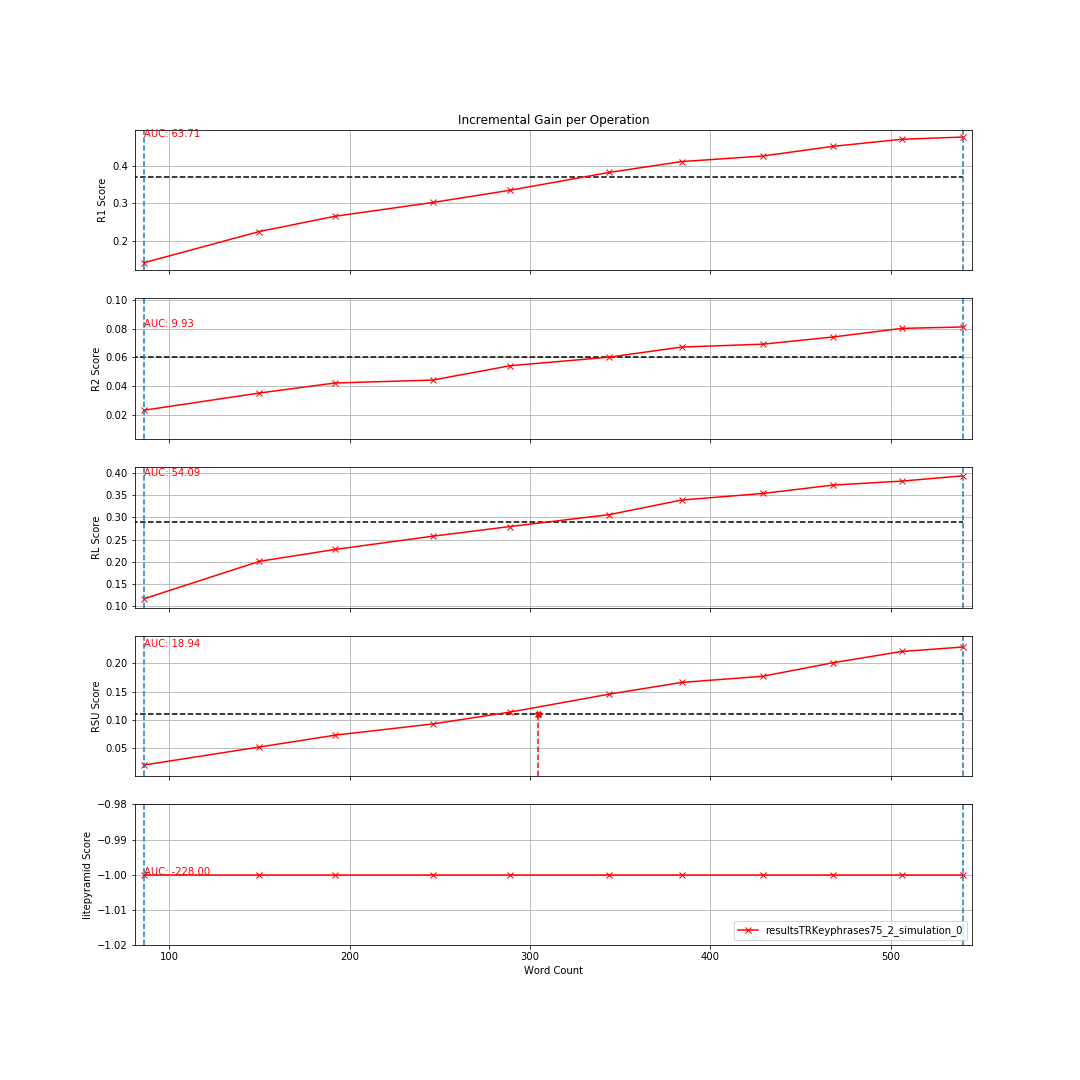 Incremental Gain per Operation
AUC: 63.71
0.4
0.3
0.2
R1 Score
0.10
AUC: 9.93
0.08
0.06
0.04
0.02
R2 Score
AUC: 54.09
0.40
0.35
0.30
0.25
0.20
0.15
0.10
RL Score
AUC: 18.94
0.20
0.15
0.10
0.05
RSU Score
−0.98
−0.99
AUC: -228.00
−1.00
−1.01
−1.02
litepyramid Score
resultsTRKeyphrases75_2_simulation_0
100 200 300 400 500
Word Count